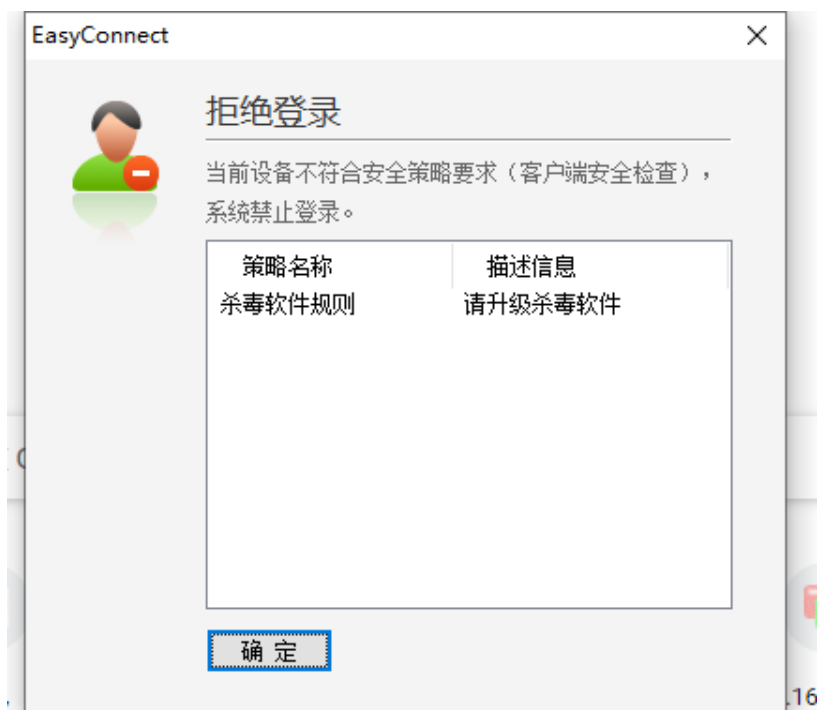 EasyConnect
拒绝登录
当前设备不符合安全策略要求（客户端安全检查），
系统禁止登录。
策略名称 描述信息
杀毒软件规则 请升级杀毒软件
确 定
.16